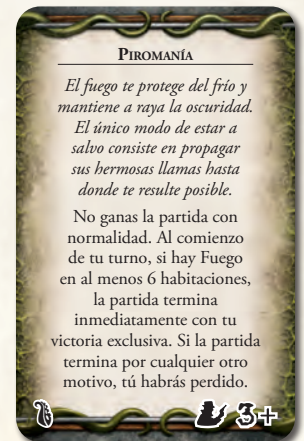 Piromanía
El fuego te protege del frío y
mantiene a raya la oscuridad.
El único modo de estar a
salvo consiste en propagar
sus hermosas llamas hasta
donde te resulte posible.
No ganas la partida con
normalidad. Al comienzo
de tu turno, si hay Fuego
en al menos 6 habitaciones,
la partida termina
inmediatamente con tu
victoria exclusiva. Si la partida
termina por cualquier otro
motivo, tú habrás perdido.
3+